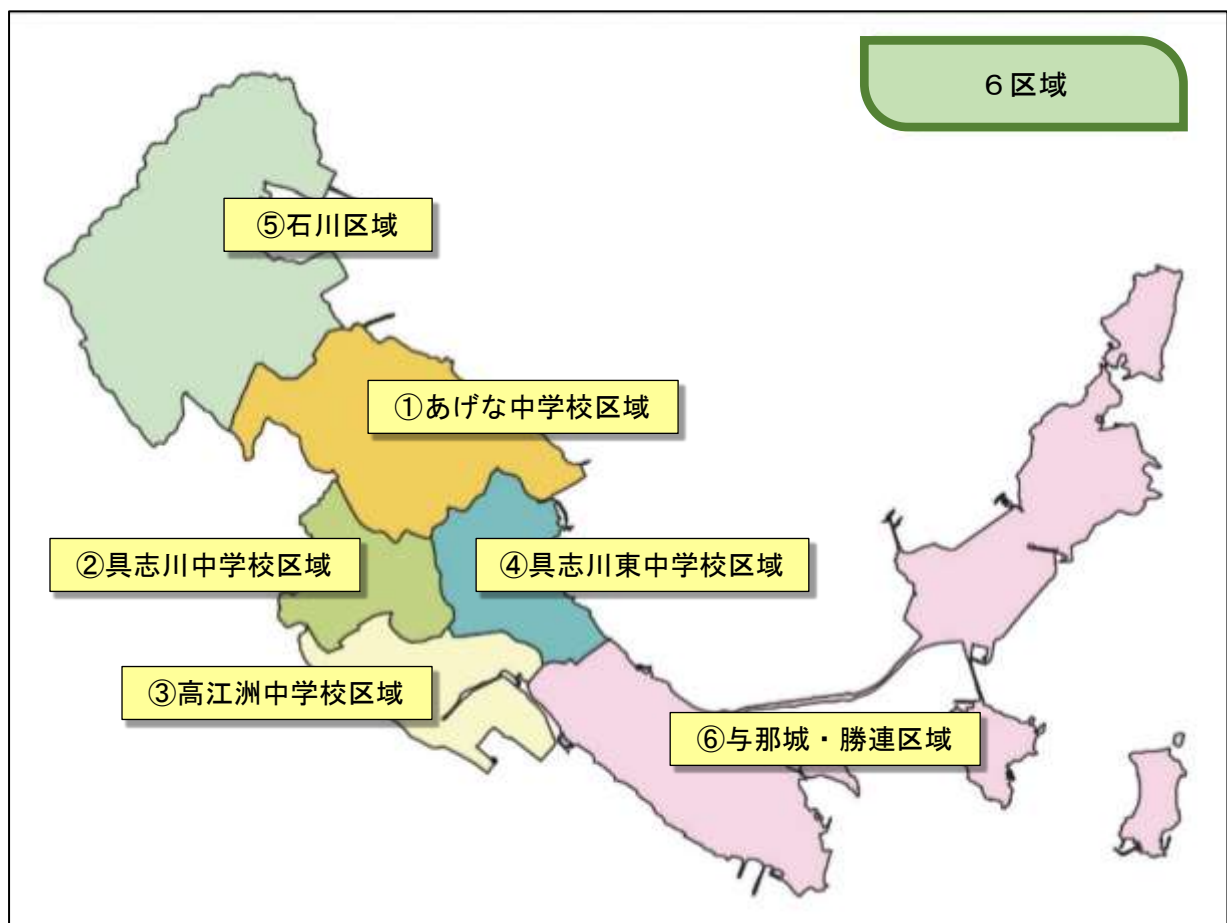 ６区域
⑤石川区域
①あげな中学校区域
②具志川中学校区域
④具志川東中学校区域
③高江洲中学校区域
⑥与那城・勝連区域